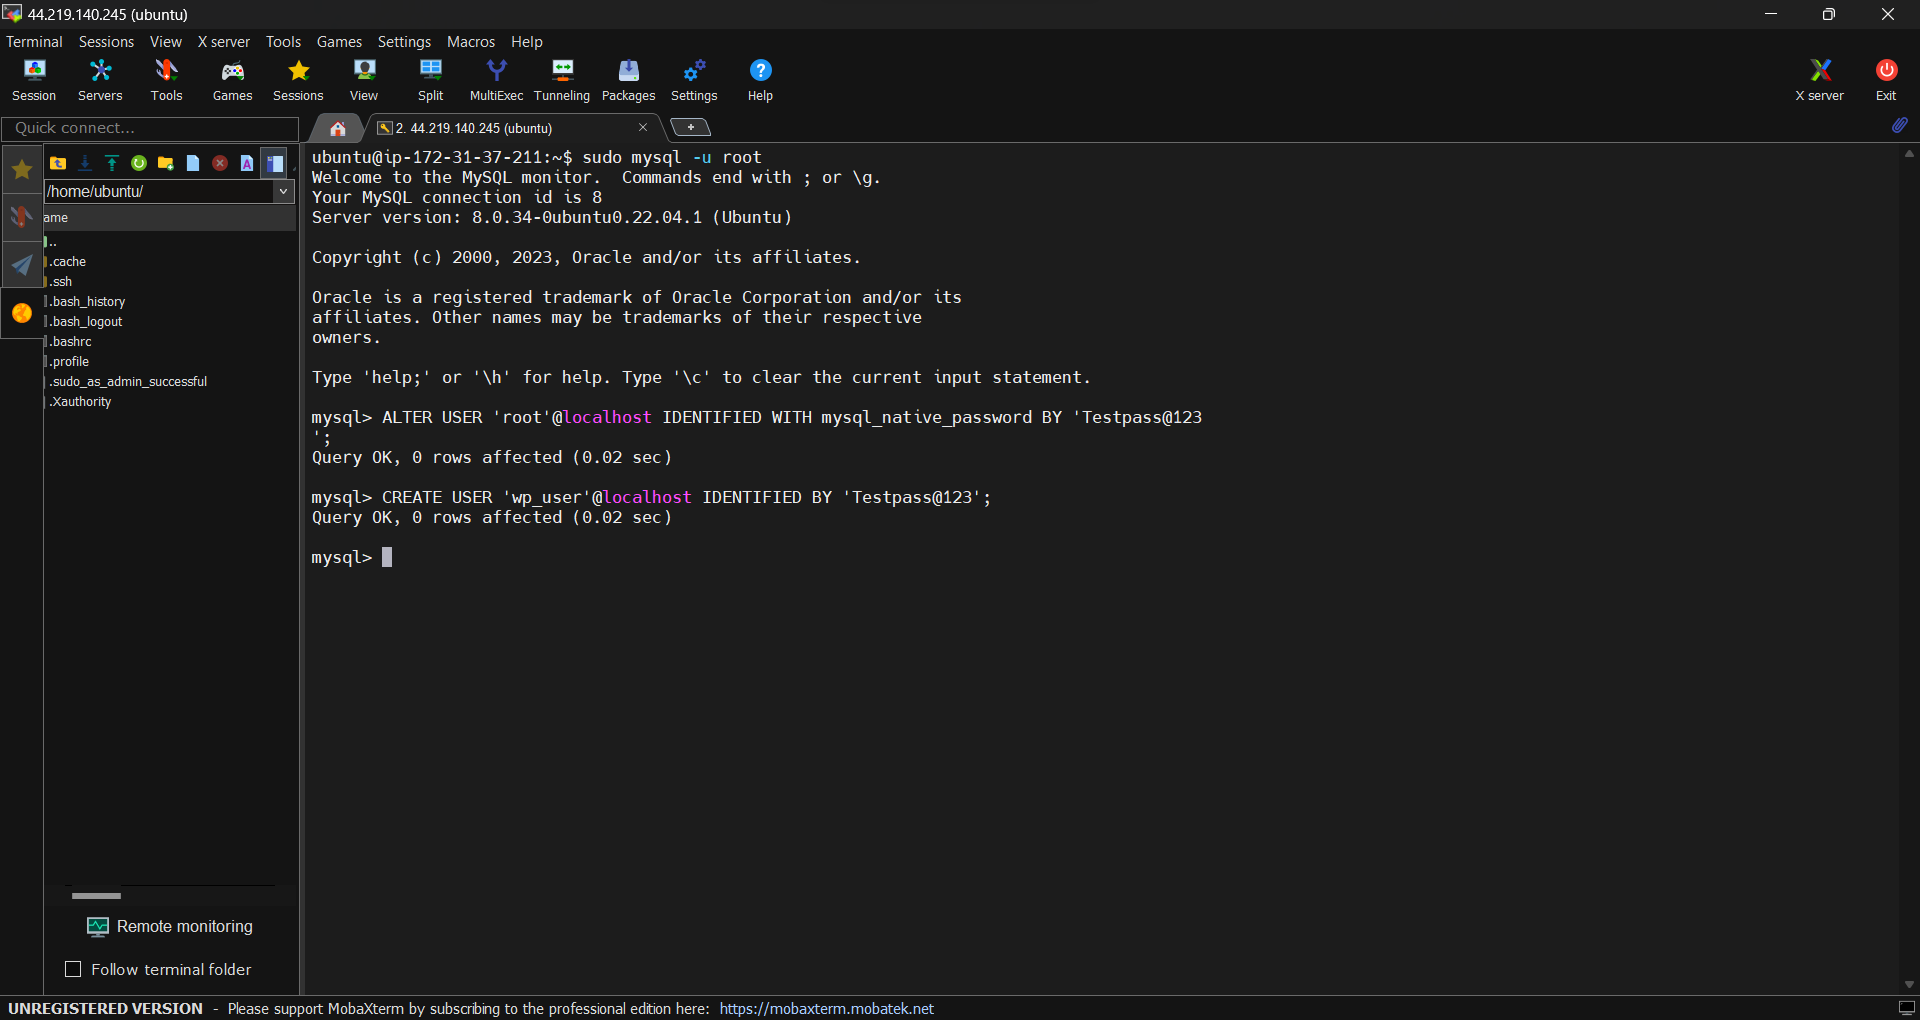 44.219.140.245 (ubuntu)
Terminal Sessions View X server Tools Games Settings Macros Help
Session Servers Tools Games Sessions View Split MultiExec Tunneling Packages Settings Help X server Exit
Quick connect...
2. 44.219.140.245 (ubuntu)
/home/ubuntu/
ame
..
.cache
.ssh
.bash_history
.bash_logout
.bashrc
.profile
.sudo_as_admin_successful
.Xauthority
Remote monitoring
Follow terminal folder
ubuntu@ip-172-31-37-211:~$ sudo mysql -u root
Welcome to the MySQL monitor.  Commands end with ; or \g.
Your MySQL connection id is 8
Server version: 8.0.34-0ubuntu0.22.04.1 (Ubuntu)
Copyright (c) 2000, 2023, Oracle and/or its affiliates.
Oracle is a registered trademark of Oracle Corporation and/or its
affiliates. Other names may be trademarks of their respective
owners.
Type 'help;' or '\h' for help. Type '\c' to clear the current input statement.
mysql> ALTER USER 'root'@localhost IDENTIFIED WITH mysql_native_password BY 'Testpass@123
';
Query OK, 0 rows affected (0.02 sec)
mysql> CREATE USER 'wp_user'@localhost IDENTIFIED BY 'Testpass@123';
Query OK, 0 rows affected (0.02 sec)
mysql>
UNREGISTERED VERSION - Please support MobaXterm by subscribing to the professional edition here: https://mobaxterm.mobatek.net